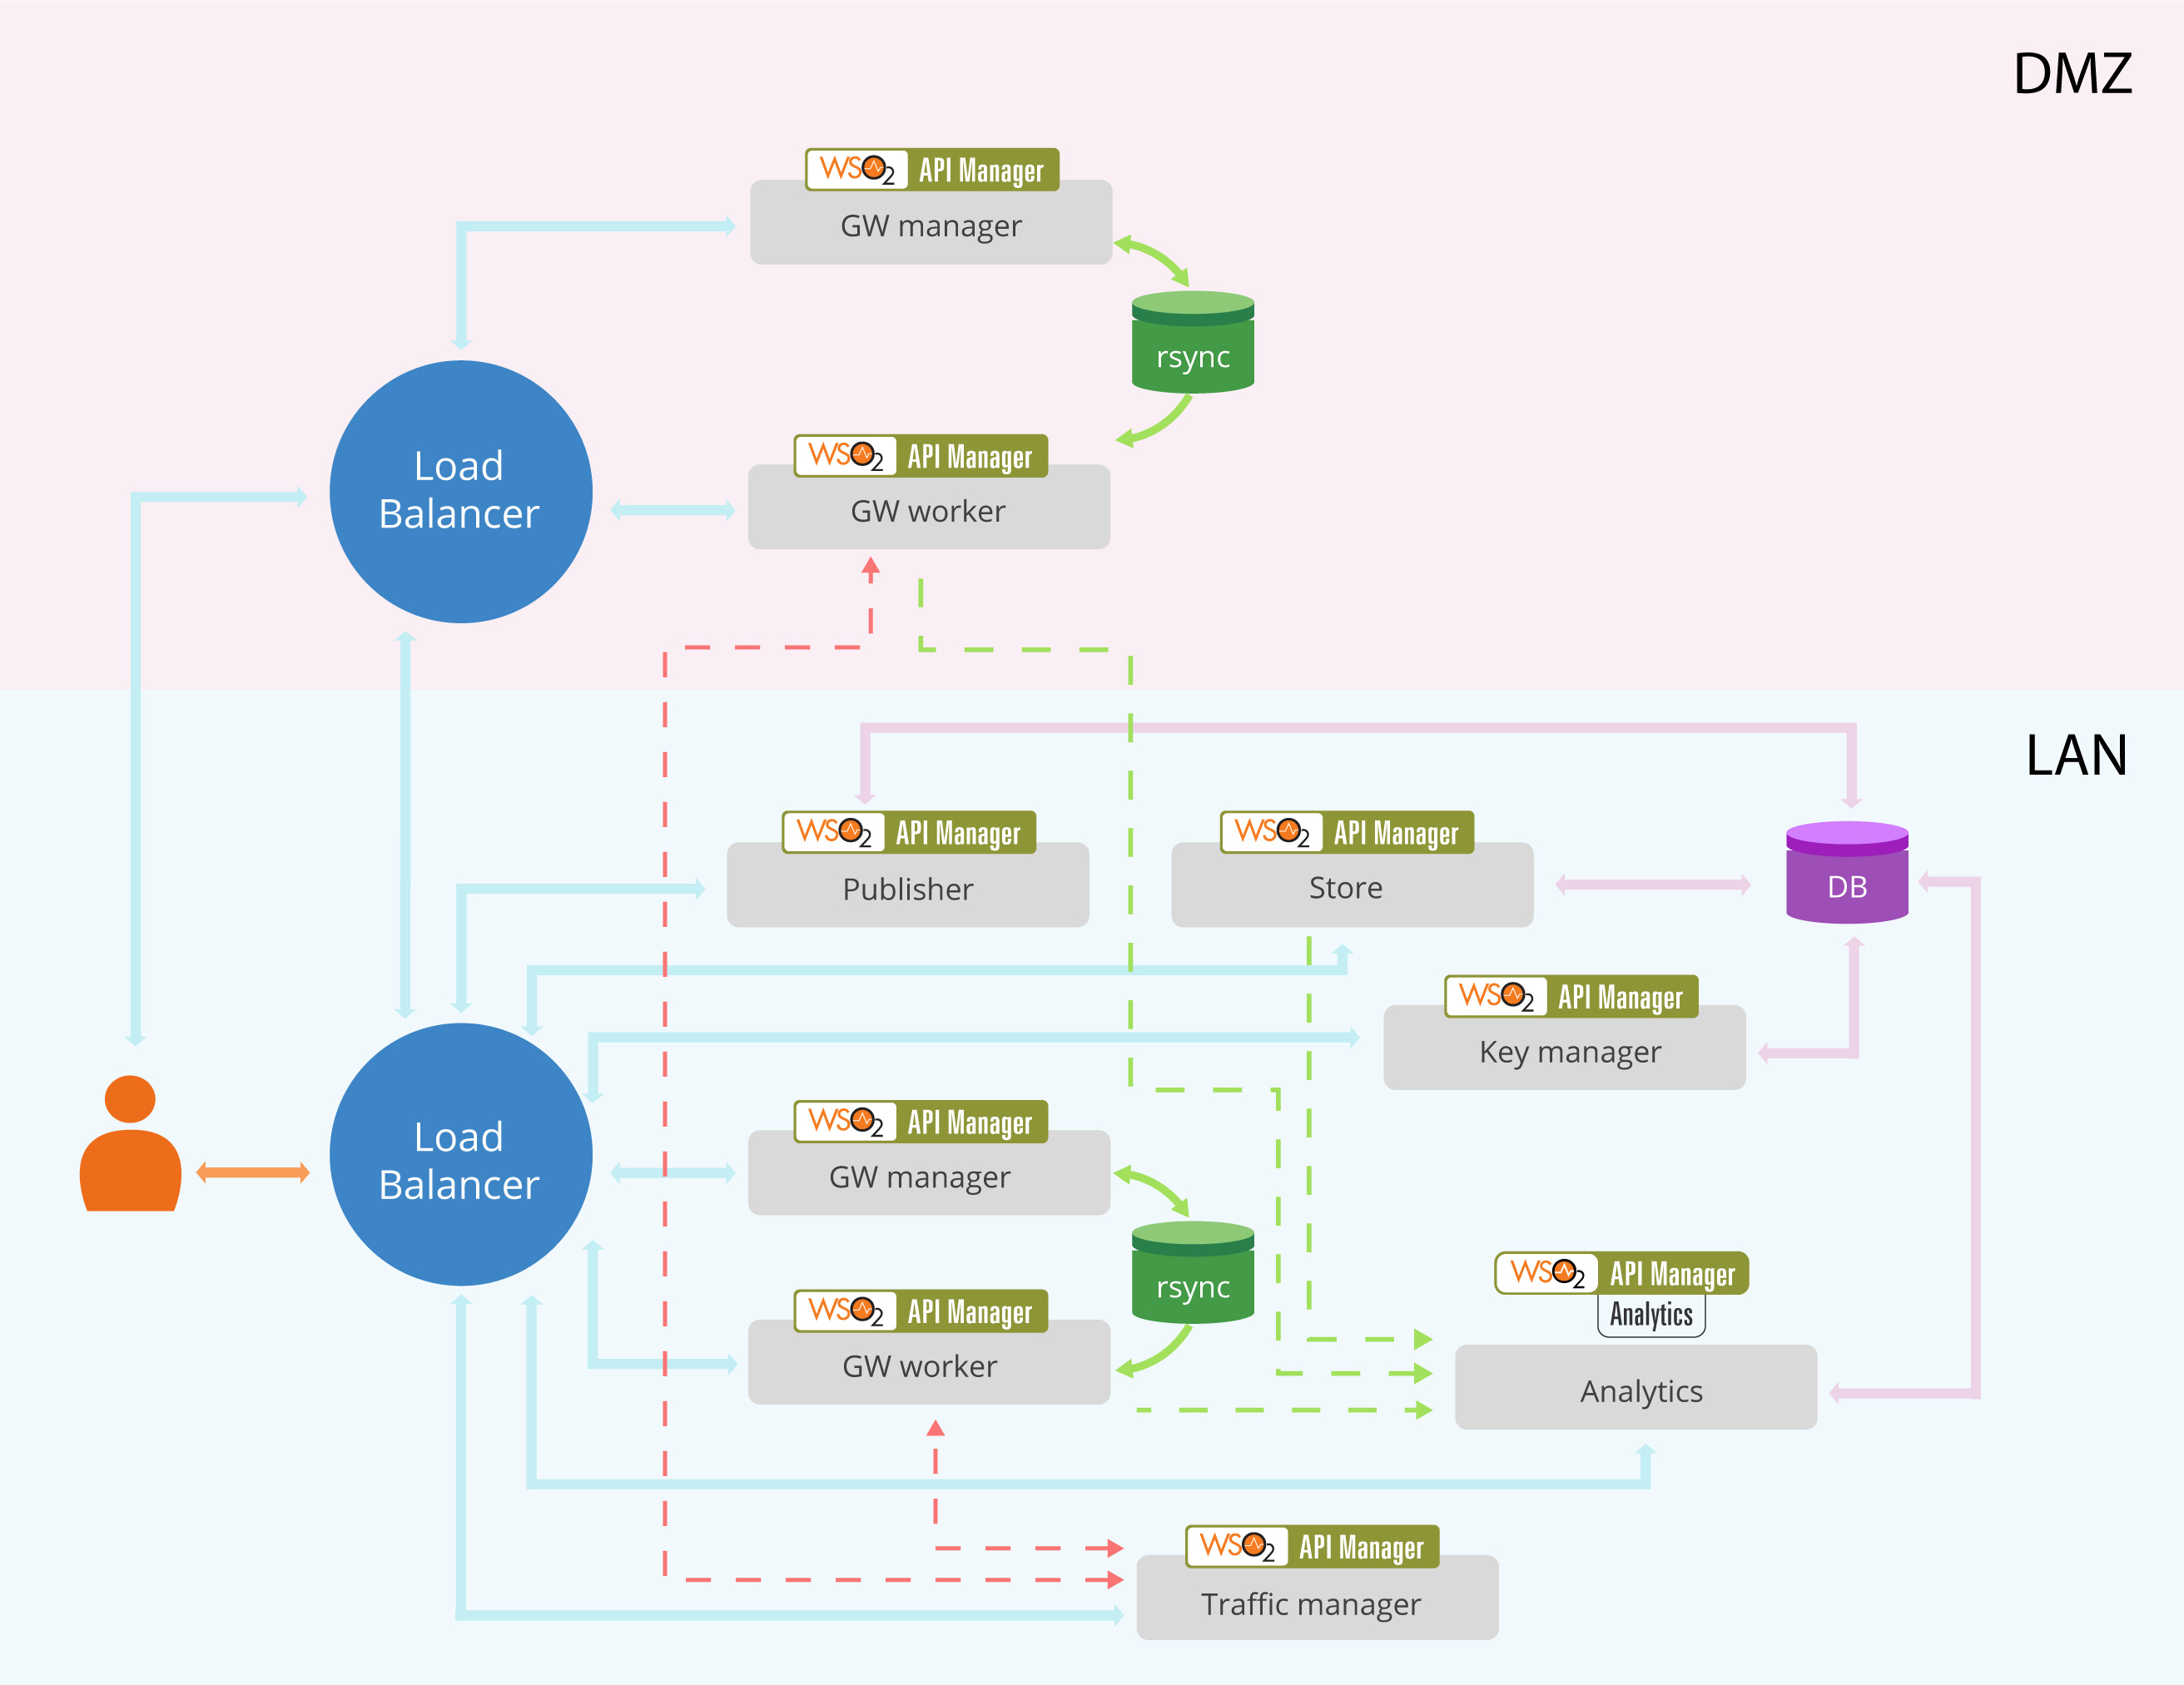 DMZ
WSO2 API Manager
GW manager
rsync
Load
Balancer
WSO2 API Manager
GW worker
LAN
WSO2 API Manager
Publisher
WSO2 API Manager
Store
DB
WSO2 API Manager
Key manager
Load
Balancer
WSO2 API Manager
GW manager
rsync
WSO2 API Manager
GW worker
WSO2 API Manager
Analytics
Analytics
WSO2 API Manager
Traffic manager